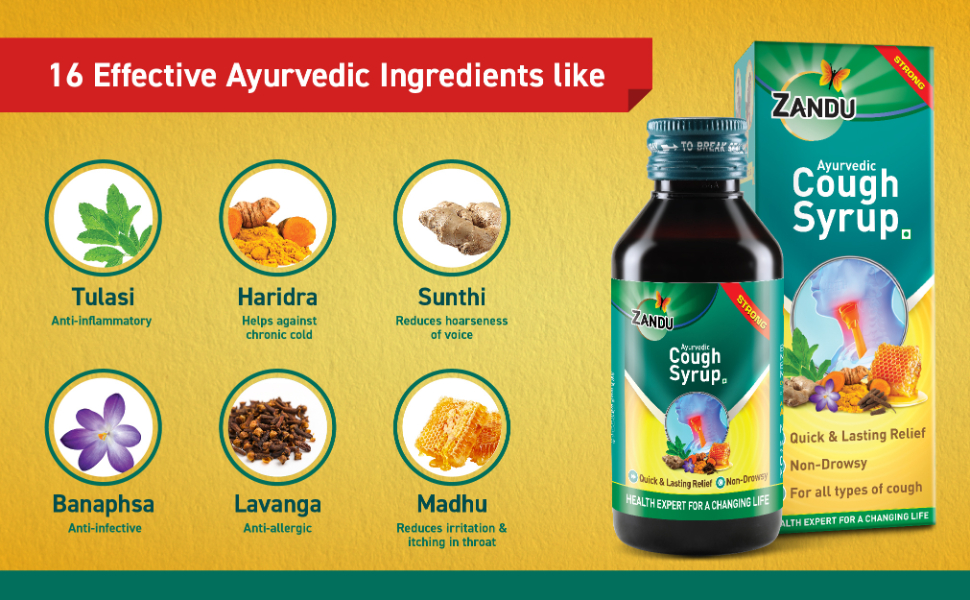 16 Effective Ayurvedic Ingredients like
Tulasi
Anti-inflammatory
Haridra
Helps against
chronic cold
Sunthi
Reduces hoarseness
of voice
Banaphsa
Anti-infective
Lavanga
Anti-allergic
Madhu
Reduces irritation &
itching in throat
TO BREAK
ZANDU
STRONG
Ayurvedic
Cough
Syrup
Quick & Lasting Relief
Non-Drowsy
HEALTH EXPERT FOR A CHANGING LIFE
ZANDU
STRONG
Ayurvedic
Cough
Syrup
Quick & Lasting Relief
Non-Drowsy
For all types of cough
ALTH EXPERT FOR A CHANGING LIFE